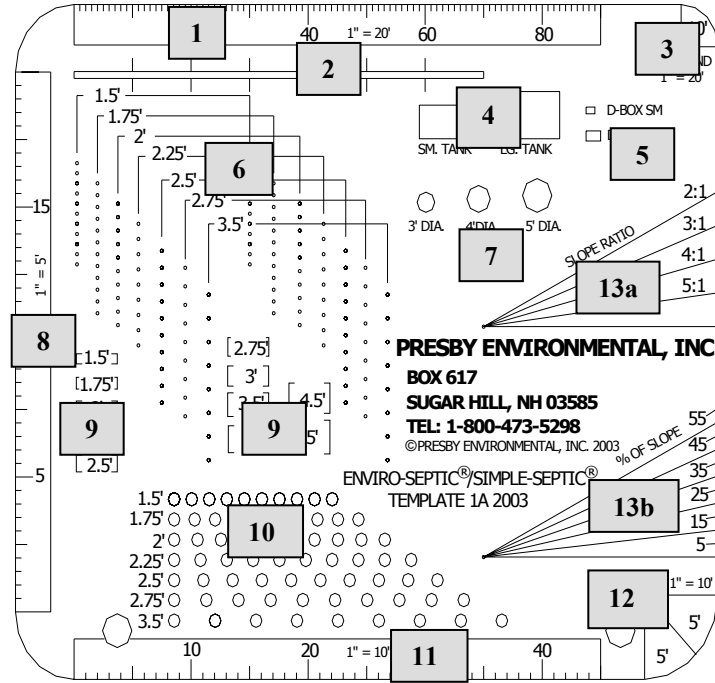 1
40
1" = 20'
60
80
10'
3
ND
1" = 20'
2
1.5'
1.75'
2'
2.25'
2.5'
2.75'
3.5'
6
4
SM. TANK
LG. TANK
D-BOX SM
5
3' DIA.
4'DIA.
5' DIA.
7
2:1
3:1
4:1
5:1
SLOPE RATIO
13a
15
1" = 5'
8
5
1.5'
1.75'
9
2.5'
2.75'
3'
3.5'
4.5'
9
5'
PRESBY ENVIRONMENTAL, INC
BOX 617
SUGAR HILL, NH 03585
TEL: 1-800-473-5298
©PRESBY ENVIRONMENTAL, INC. 2003
ENVIRO-SEPTIC®/SIMPLE-SEPTIC®
TEMPLATE 1A 2003
% OF SLOPE
55
45
35
25
15
5
13b
1.5'
1.75'
2'
2.25'
2.5'
2.75'
3.5'
10
12
1" = 10'
5'
5'
10
20
1" = 10'
11
40